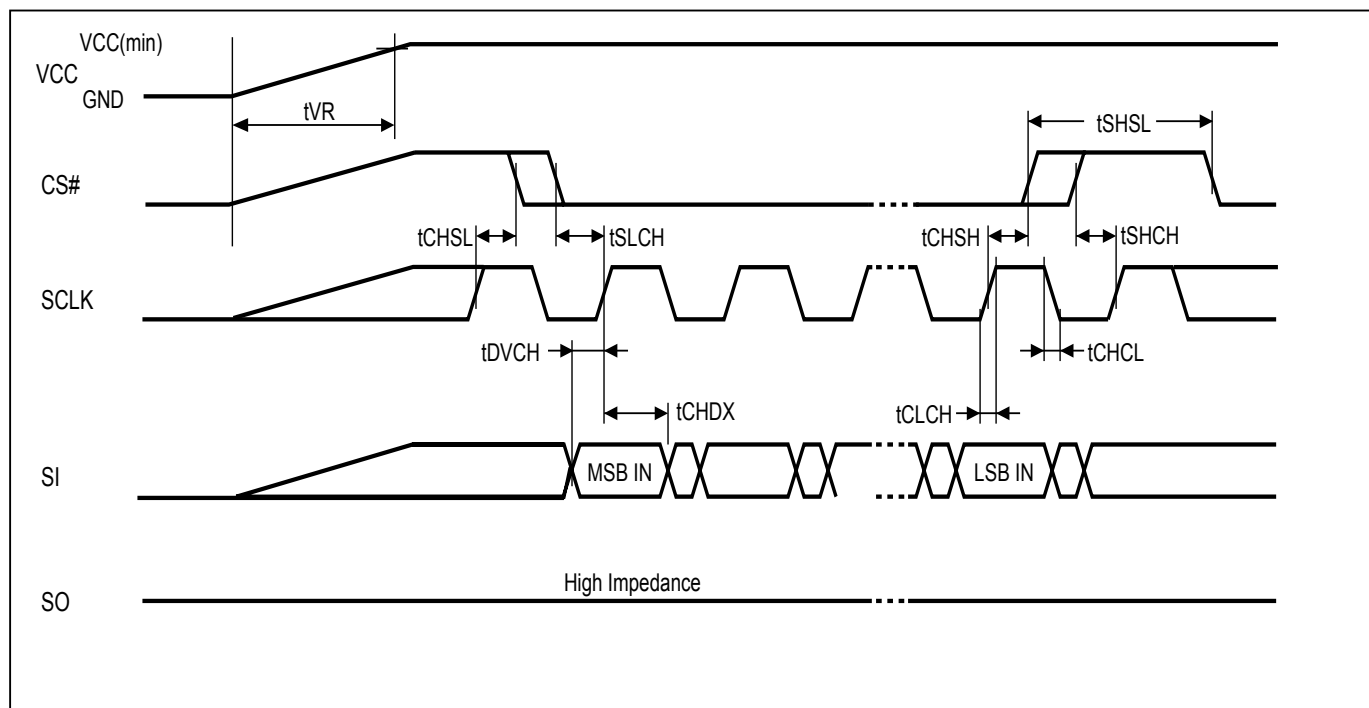 VCC(min)
VCC
GND
tVR
tSHSL
CS#
tCHSL
tSLCH
tCHSH
tSHCH
SCLK
tDVCH
tCHCL
tCHDX
tCLCH
SI
MSB IN
LSB IN
High Impedance
SO